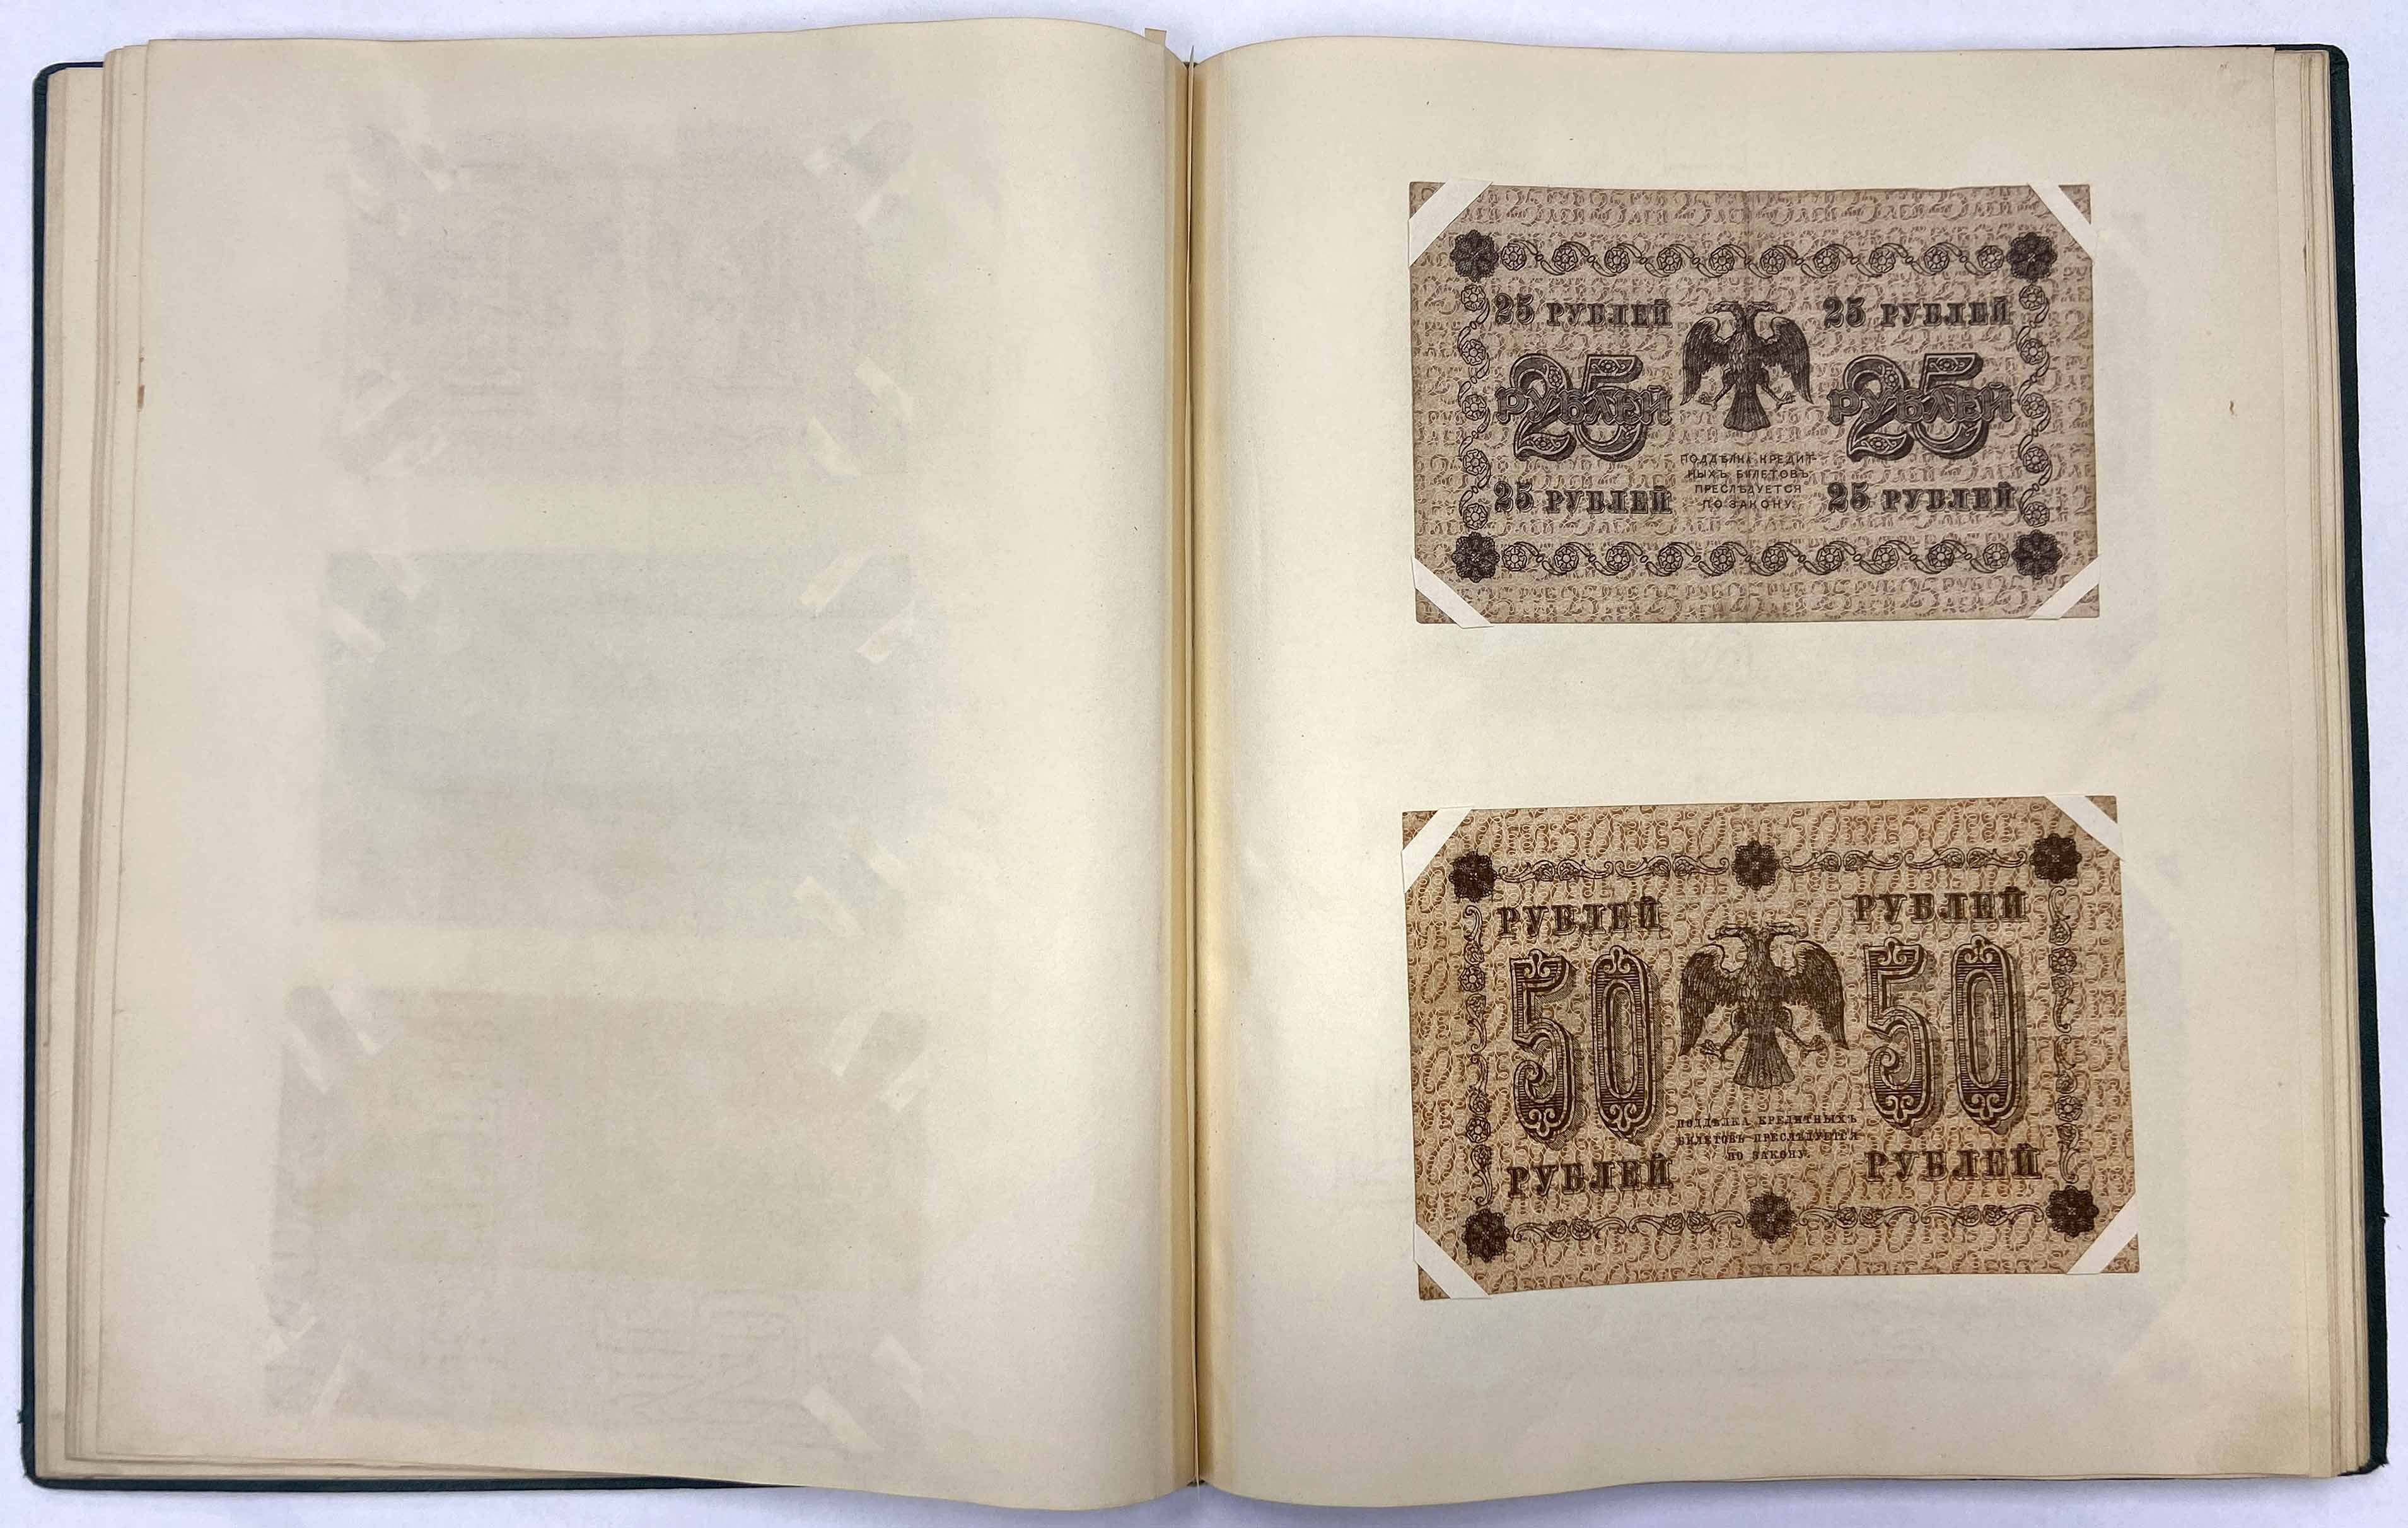 25 РУБЛЕЙ 25 РУБЛЕЙ
25 РУБЛЕЙ 25 РУБЛЕЙ
ПОДДѢЛКА КРЕДИТ-
НЫХЪ БИЛЕТОВЪ
ПРЕСЛѢДУЕТСЯ
ПО ЗАКОНУ.
25 РУБЛЕЙ 25 РУБЛЕЙ
РУБЛЕЙ РУБЛЕЙ
50 50
ПОДДѢЛКА КРЕДИТНЫХЪ
БИЛЕТОВЪ ПРЕСЛѢДУЕТСЯ
ПО ЗАКОНУ.
РУБЛЕЙ РУБЛЕЙ